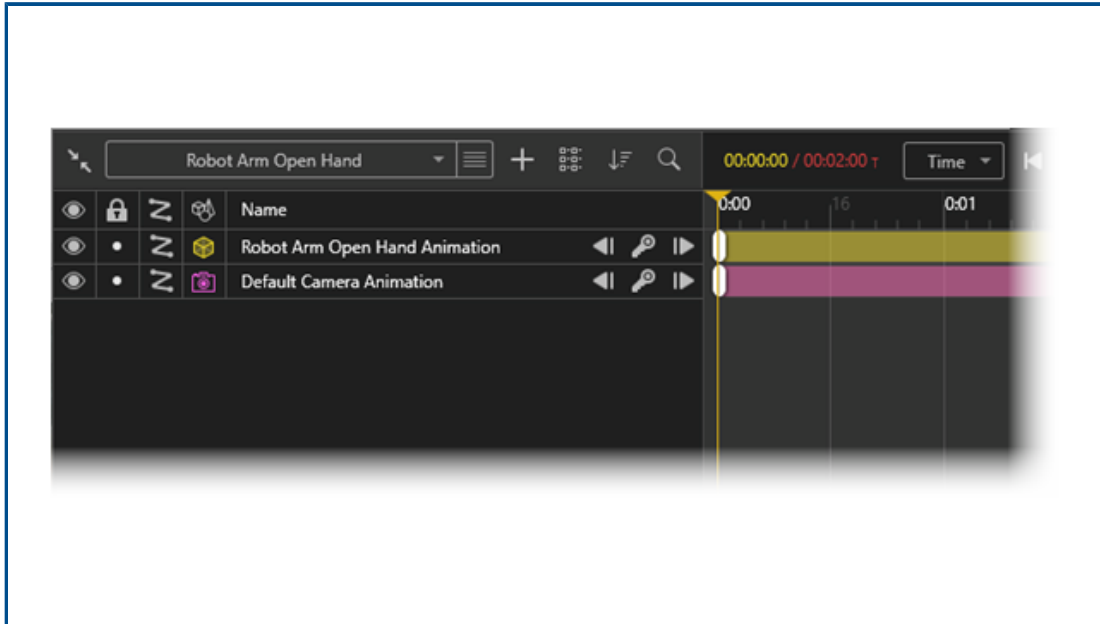 Robot Arm Open Hand 00:00:00 / 00:02:00 T Time
Name 0:00 16 0:01
Robot Arm Open Hand Animation
Default Camera Animation